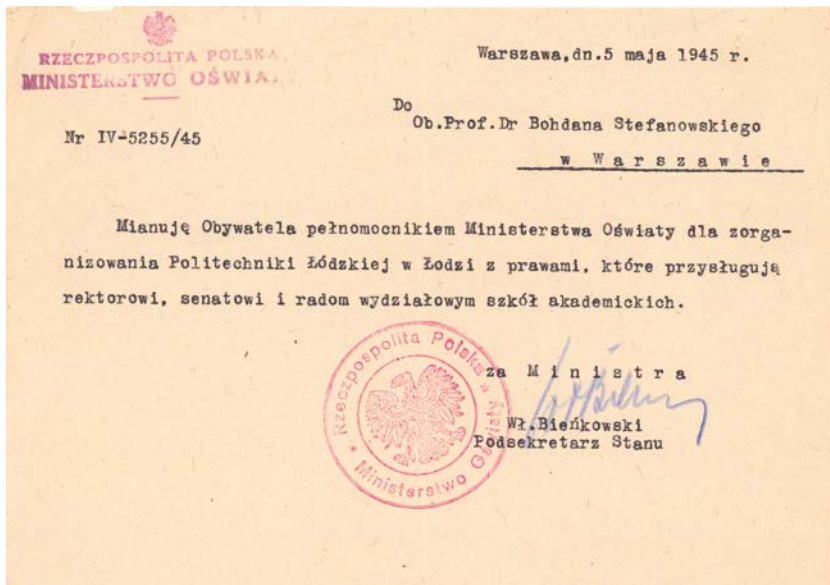 RZECZPOSPOLITA POLSKA
MINISTERSTWO OŚWIA
Warszawa,dn.5 maja 1945 r.
Nr IV-5255/45
Do
Ob.Prof.Dr Bohdana Stefanowskiego
w Warszawie
Mianuję Obywatela pełnomocnikiem Ministerstwa Oświaty dla zorga-
nizowania Politechniki Łódzkiej w Łodzi z prawami, które przysługują
rektorowi, senatowi i radom wydziałowym szkół akademickich.
Rzeczpospolita Polska * Ministerstwo Oświaty *
za Ministra
Wł.Bieńkowski
Podsekretarz Stanu